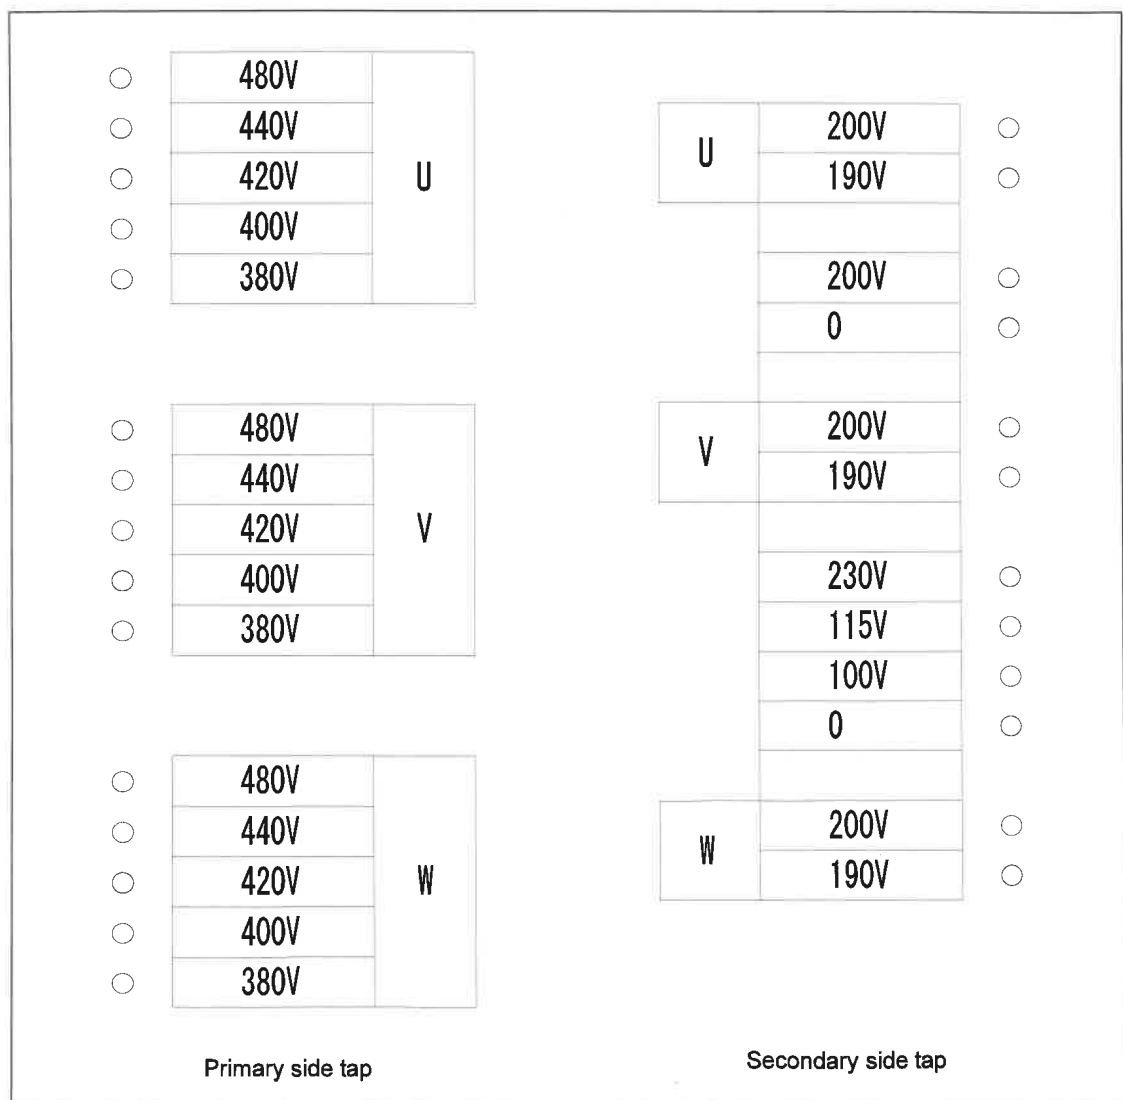 480V
440V
420V U
400V
380V
480V
440V
420V V
400V
380V
480V
440V
420V W
400V
380V
Primary side tap
U 200V
190V
200V
0
V 200V
190V
230V
115V
100V
0
W 200V
190V
Secondary side tap